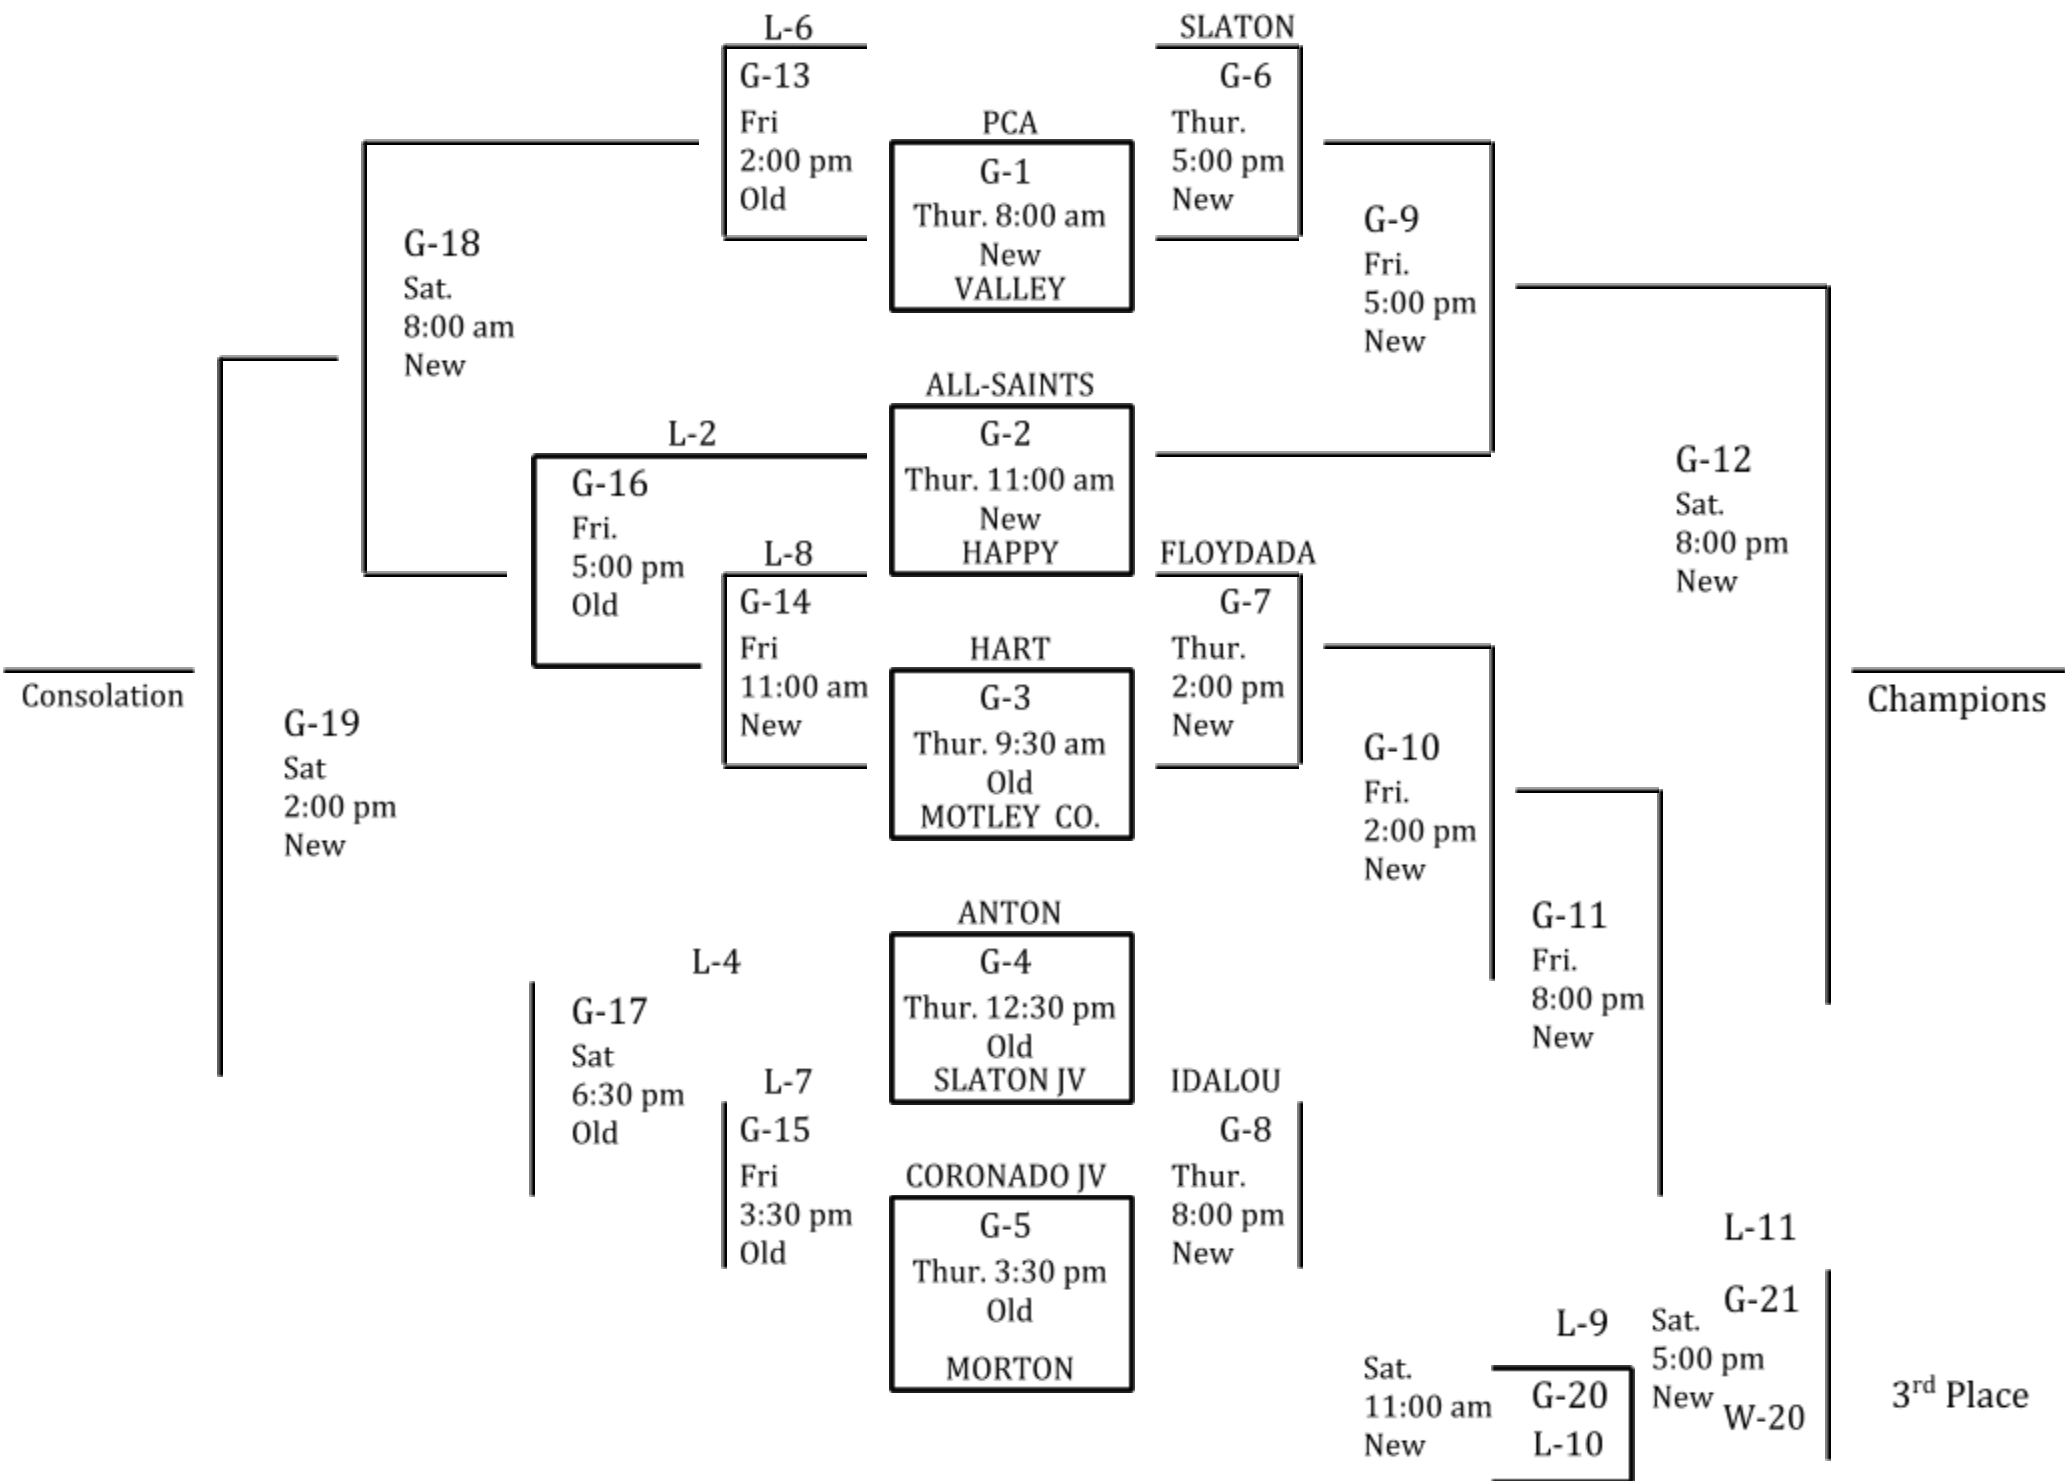 L-6
SLATON
G-13
Fri
2:00 pm
Old
PCA
G-1
Thur. 8:00 am
New
VALLEY
G-6
Thur.
5:00 pm
New
G-9
Fri.
5:00 pm
New
G-18
Sat.
8:00 am
New
ALL-SAINTS
G-2
Thur. 11:00 am
New
HAPPY
L-2
G-16
Fri.
5:00 pm
Old
L-8
G-14
Fri
11:00 am
New
FLOYDADA
G-7
Thur.
2:00 pm
New
G-12
Sat.
8:00 pm
New
HART
G-3
Thur. 9:30 am
Old
MOTLEY CO.
Consolation
Champions
G-19
Sat
2:00 pm
New
G-10
Fri.
2:00 pm
New
ANTON
G-4
Thur. 12:30 pm
Old
SLATON JV
L-4
G-17
Sat
6:30 pm
Old
G-11
Fri.
8:00 pm
New
L-7
G-15
Fri
3:30 pm
Old
IDALOU
G-8
Thur.
8:00 pm
New
CORONADO JV
G-5
Thur. 3:30 pm
Old
MORTON
L-11
G-21
Sat.
5:00 pm
New
W-20
L-9
Sat.
11:00 am
New
G-20
L-10
3rd Place